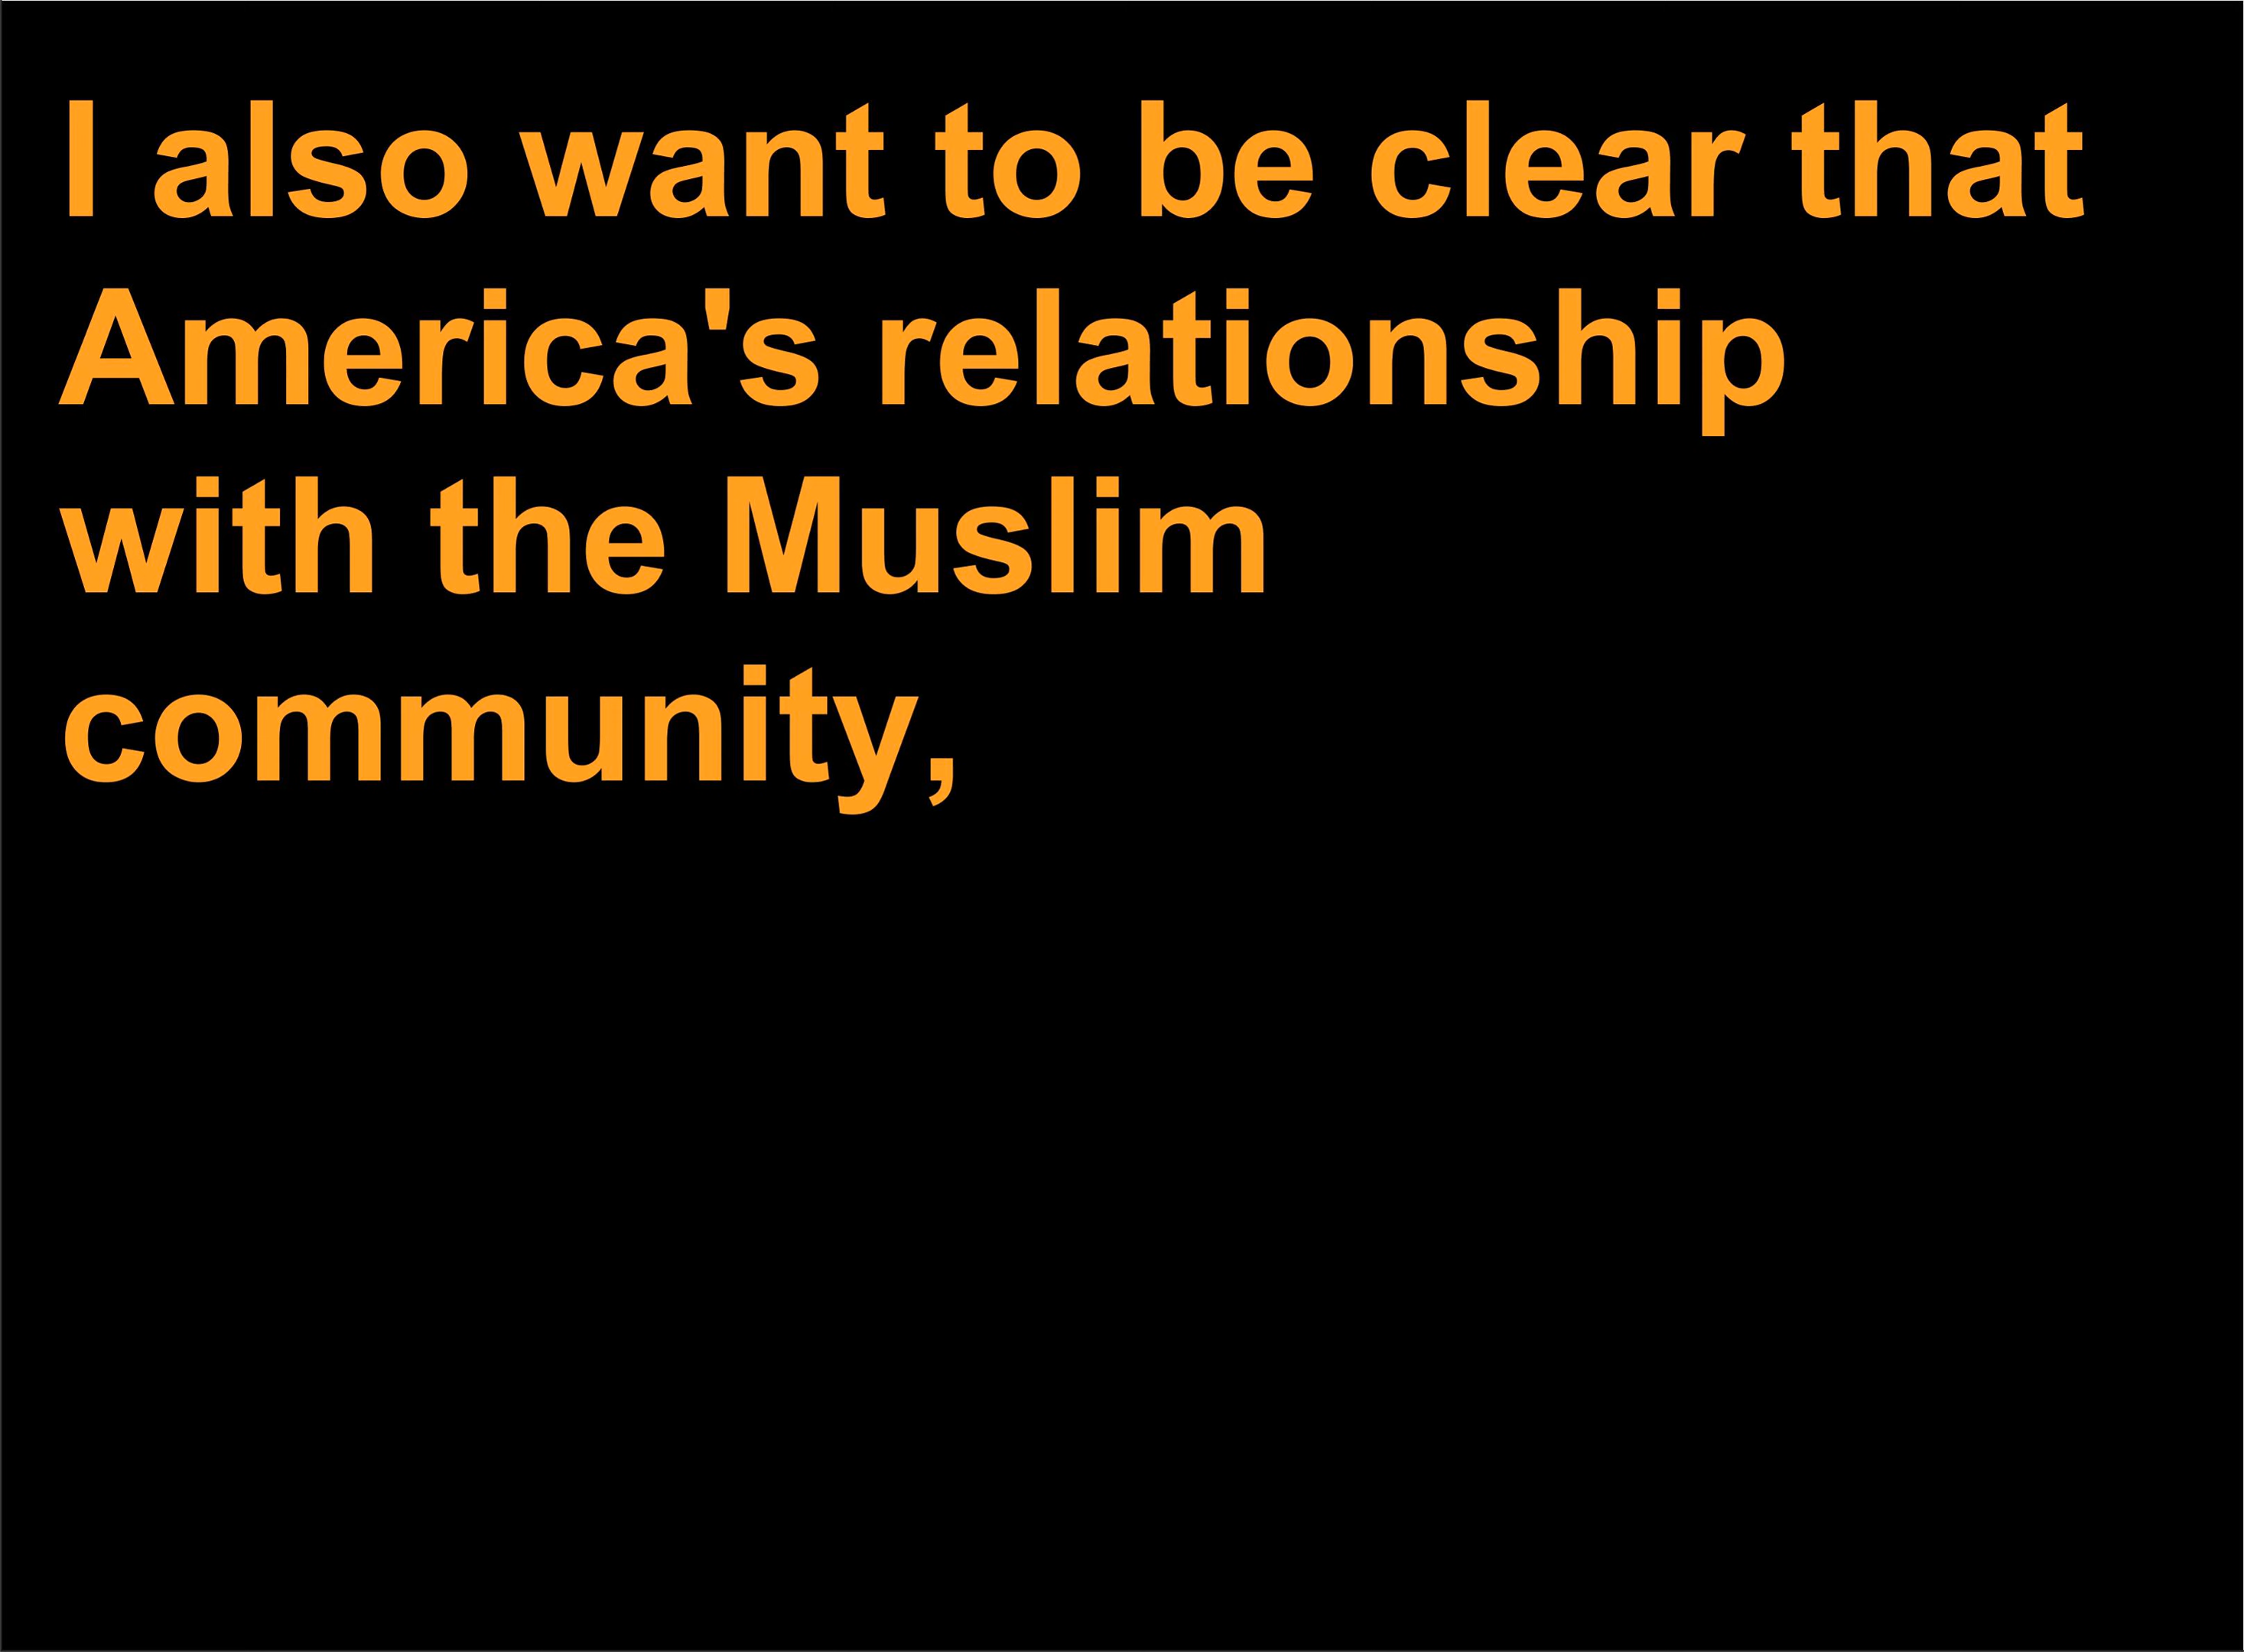 I also want to be clear that
America's relationship
with the Muslim
community,